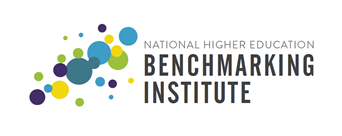 NATIONAL HIGHER EDUCATION
BENCHMARKING
INSTITUTE